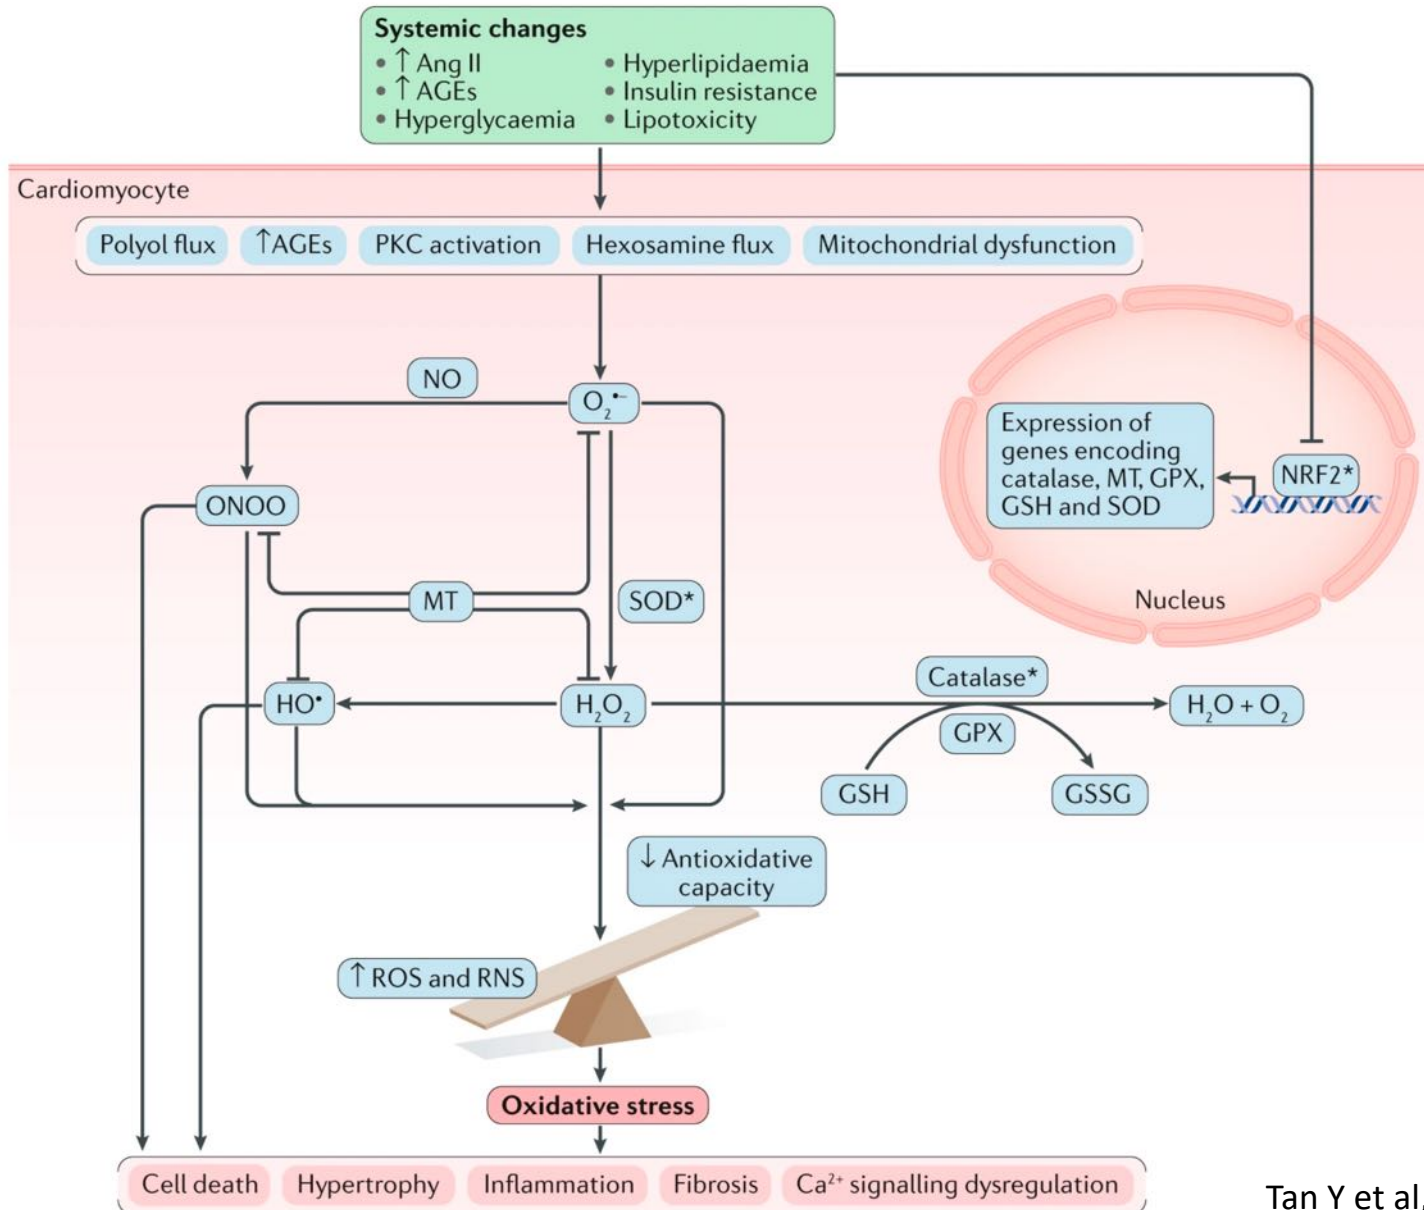 Systemic changes
• ↑ Ang II
• ↑ AGEs
• Hyperglycaemia
• Hyperlipidaemia
• Insulin resistance
• Lipotoxicity
Cardiomyocyte
Polyol flux
↑AGEs
PKC activation
Hexosamine flux
Mitochondrial dysfunction
NO
O₂•−
Expression of
genes encoding
catalase, MT, GPX,
GSH and SOD
NRF2*
ONOO
MT
SOD*
Nucleus
HO•
H₂O₂
Catalase*
GPX
H₂O + O₂
GSH
GSSG
↓ Antioxidative
capacity
↑ ROS and RNS
Oxidative stress
Cell death
Hypertrophy
Inflammation
Fibrosis
Ca²⁺ signalling dysregulation
Tan Y et al.